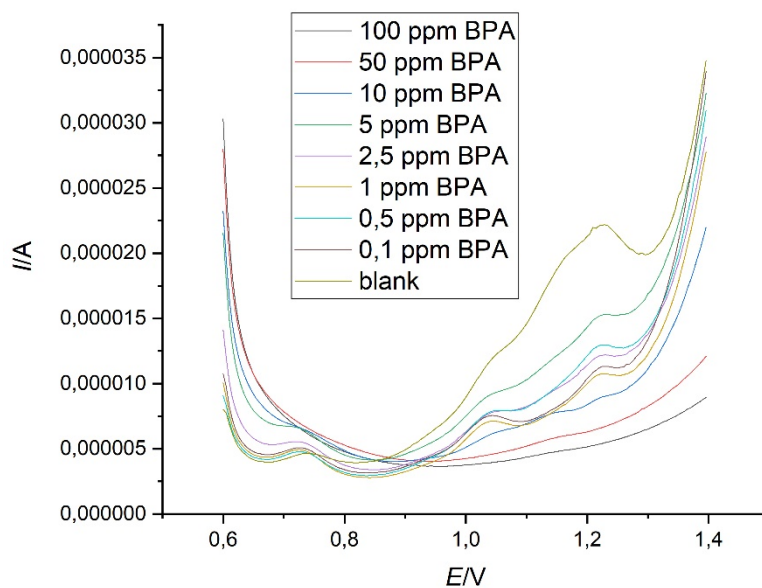 100 ppm BPA
50 ppm BPA
10 ppm BPA
5 ppm BPA
2,5 ppm BPA
1 ppm BPA
0,5 ppm BPA
0,1 ppm BPA
blank
0,000035
0,000030
0,000025
0,000020
0,000015
0,000010
0,000005
0,000000
I/A
0,6 0,8 1,0 1,2 1,4
E/V